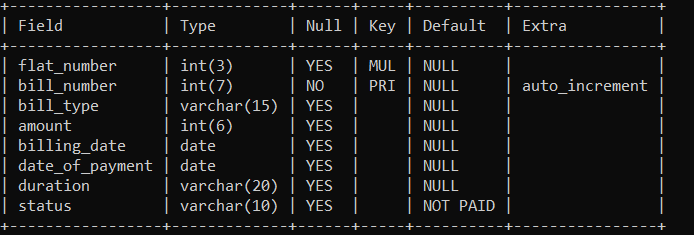 +-----------------+-------------+------+-----+----------+----------------+
| Field           | Type        | Null | Key | Default  | Extra          |
+-----------------+-------------+------+-----+----------+----------------+
| flat_number     | int(3)      | YES  | MUL | NULL     |                |
| bill_number     | int(7)      | NO   | PRI | NULL     | auto_increment |
| bill_type       | varchar(15) | YES  |     | NULL     |                |
| amount          | int(6)      | YES  |     | NULL     |                |
| billing_date    | date        | YES  |     | NULL     |                |
| date_of_payment | date        | YES  |     | NULL     |                |
| duration        | varchar(20) | YES  |     | NULL     |                |
| status          | varchar(10) | YES  |     | NOT PAID |                |
+-----------------+-------------+------+-----+----------+----------------+